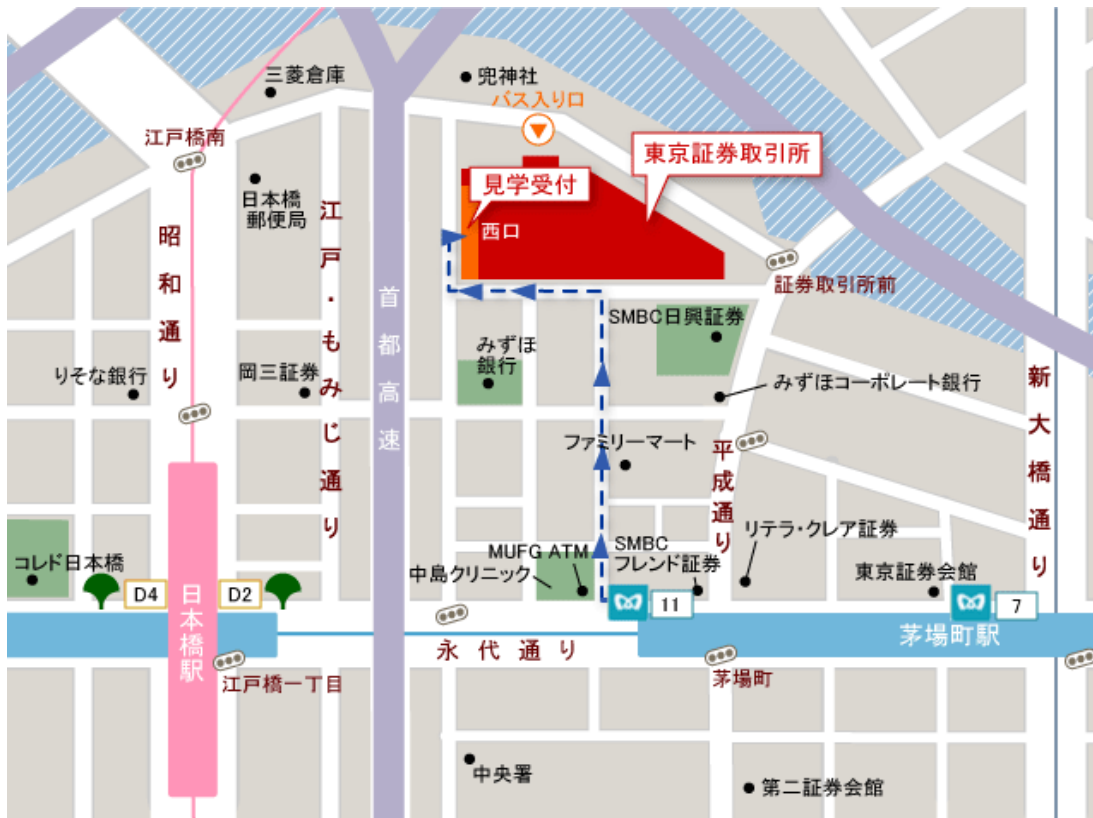 三菱倉庫
兜神社
バス入り口
江戸橋南
東京証券取引所
見学受付
日本橋
郵便局
西口
昭和通り
江戸・もみじ通り
首都高速
証券取引所前
SMBC日興証券
みずほ
銀行
りそな銀行
岡三証券
みずほコーポレート銀行
新大橋通り
ファミリーマート
平成通り
リテラ・クレア証券
MUFG ATM
SMBC
フレンド証券
コレド日本橋
中島クリニック
東京証券会館
D4
D2
11
7
日本橋駅
茅場町駅
永代通り
江戸橋一丁目
茅場町
中央署
第二証券会館